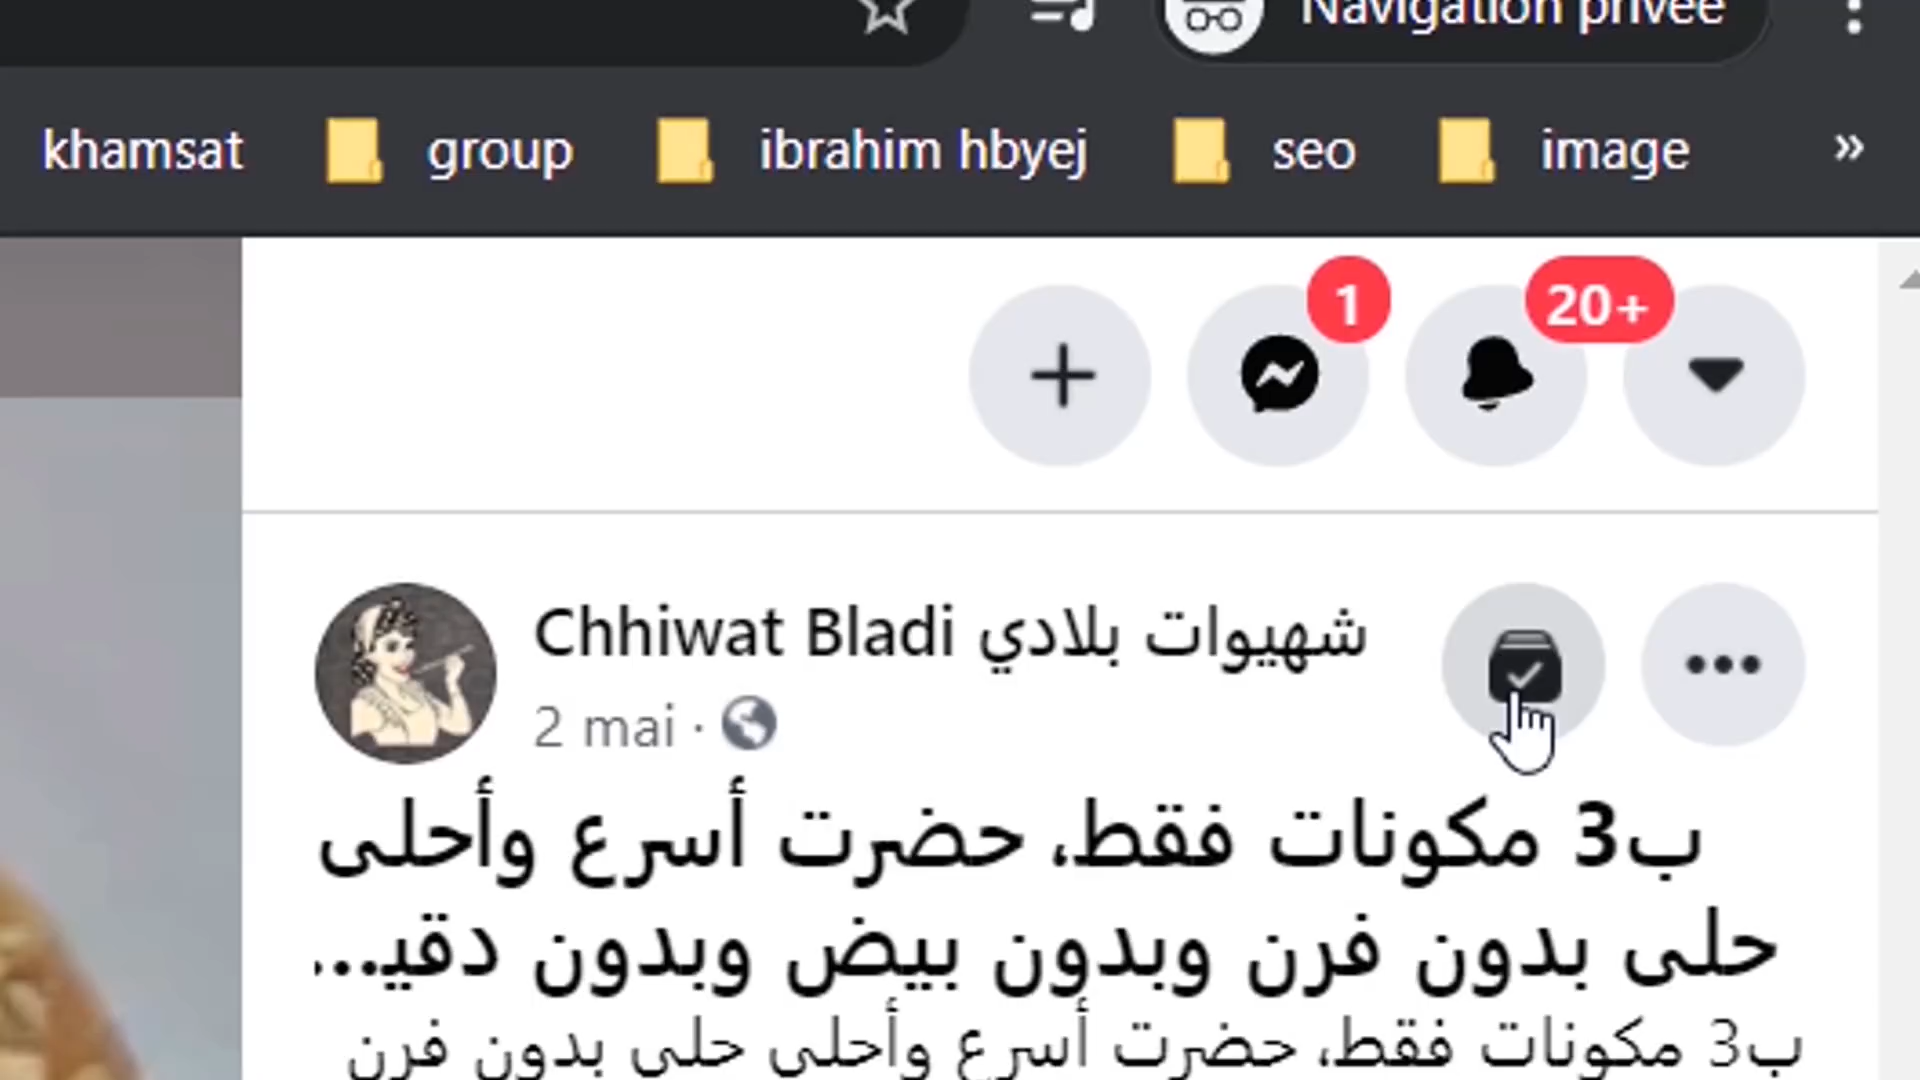 Navigation privée
khamsat group ibrahim hbyej seo image »
1 20+
Chhiwat Bladi شهيوات بلادي
2 mai ·
ب3 مكونات فقط، حضرت أسرع وأحلى
حلى بدون فرن وبدون بيض وبدون دقيـ...
ب3 مكونات فقط، حضرت أسرع وأحلى حلى بدون فرن